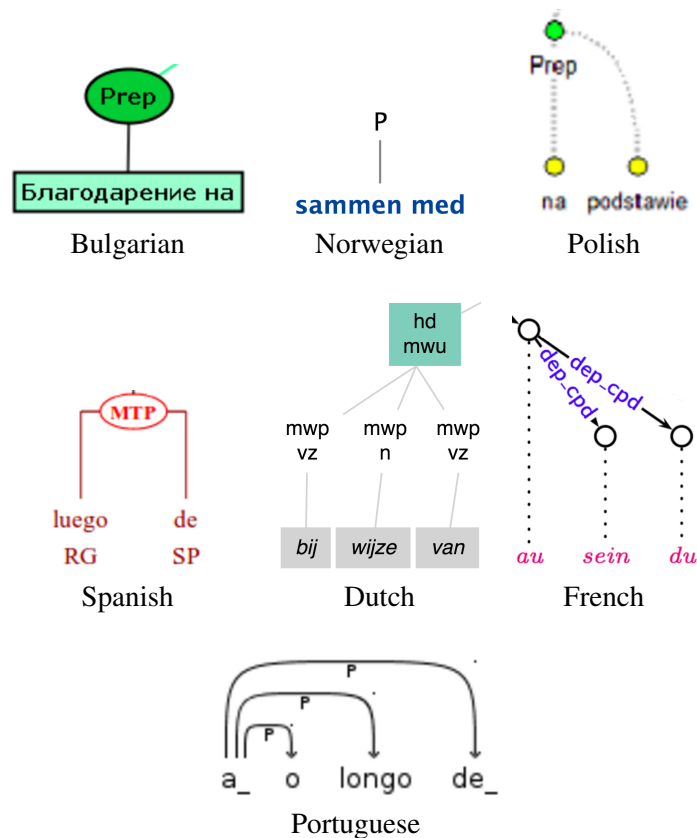 Prep
Благодарение на
Bulgarian
P
sammen med
Norwegian
Prep
na podstawie
Polish
MTP
luego de
RG SP
Spanish
hd
mwu
mwp mwp mwp
vz n vz
bij wijze van
Dutch
dep_cpd
dep_cpd
au sein du
French
P
P
P
a_ o longo de_
Portuguese